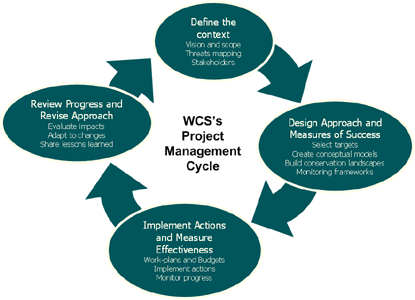 Define the
context
Vision and scope
Threats mapping
Stakeholders
Design Approach and
Measures of Success
Select targets
Create conceptual models
Build conservation landscapes
Monitoring frameworks
Implement Actions
and Measure
Effectiveness
Work-plans and Budgets
Implement actions
Monitor progress
Review Progress and
Revise Approach
Evaluate impacts
Adapt to changes
Share lessons learned
WCS's
Project
Management
Cycle